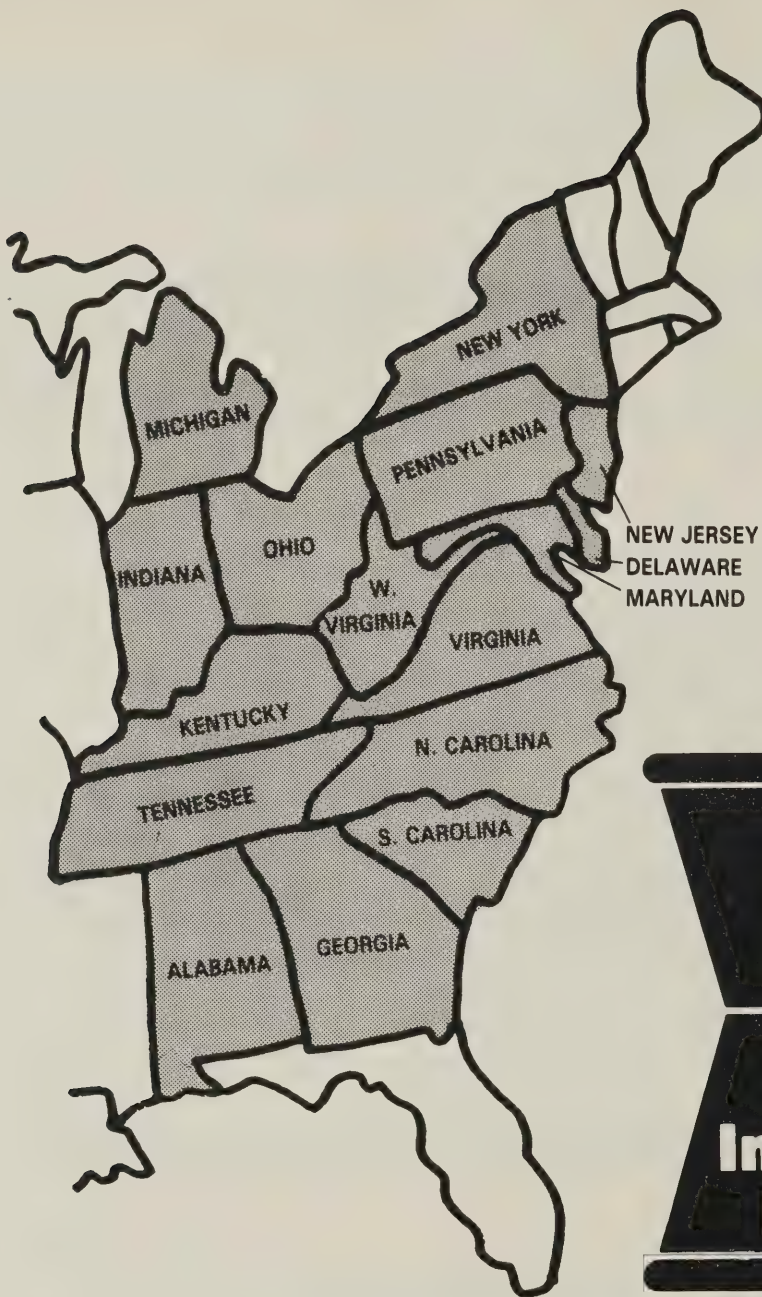 NEW YORK
MICHIGAN
PENNSYLVANIA
NEW JERSEY
DELAWARE
MARYLAND
OHIO
INDIANA
W.
VIRGINIA
VIRGINIA
KENTUCKY
N. CAROLINA
TENNESSEE
S. CAROLINA
GEORGIA
ALABAMA